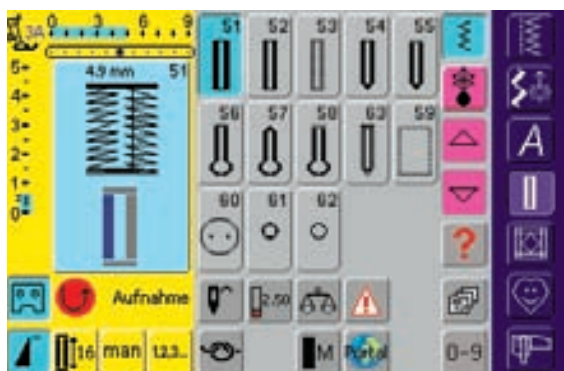 0 3 6 9 51 52 53 54 55
3A
5 4.9 mm 51
4 56 57 58 63 59
3 A
2
1 60 61 62
0 ?
Aufnahme 2.50
16 man 1,2,3... M Portal 0-9